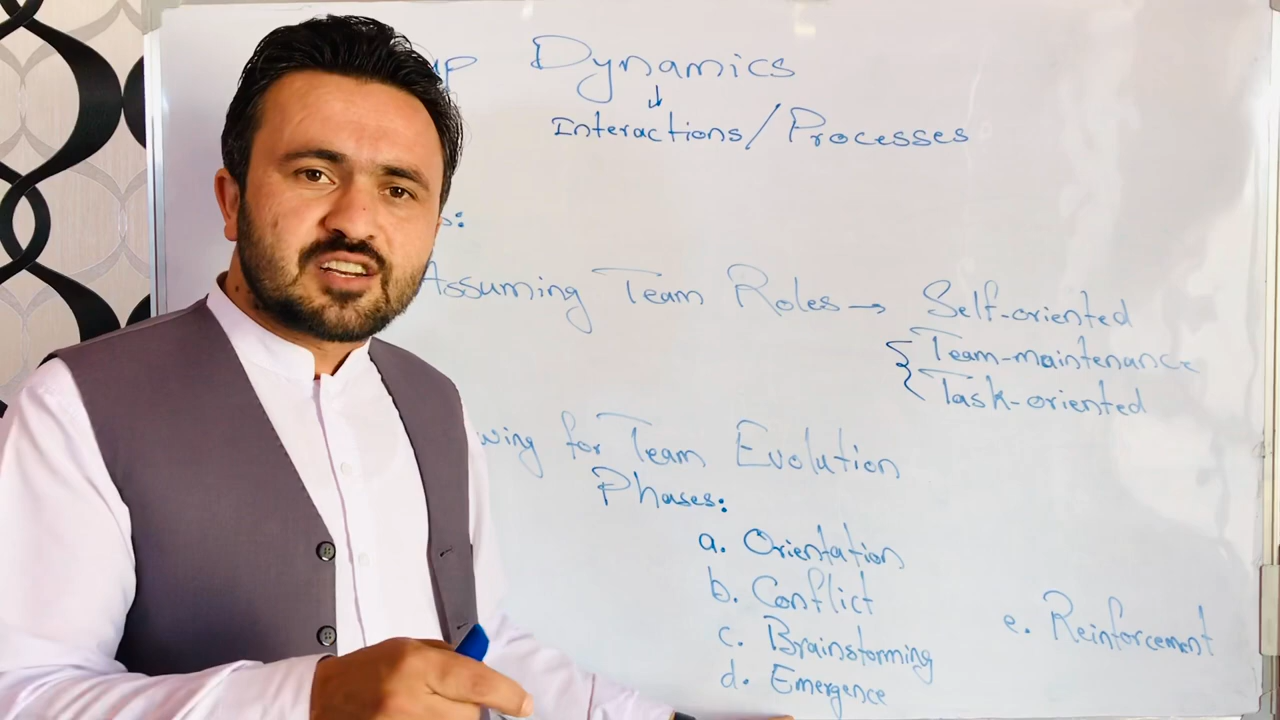 up Dynamics
↓
Interactions/Processes
s:
Assuming Team Roles → Self-oriented
Team-maintenance
Task-oriented
wing for Team Evolution
Phases:
a. Orientation
b. Conflict
c. Brainstorming
d. Emergence
e. Reinforcement